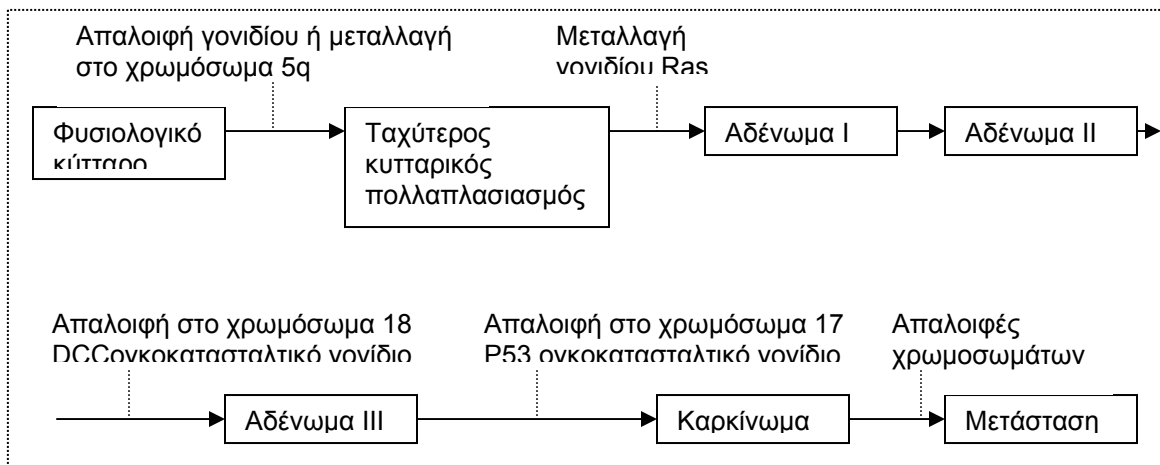 Απαλοιφή γονιδίου ή μεταλλαγή
στο χρωμόσωμα 5q
Μεταλλαγή
γονιδίου Ras
Φυσιολογικό
κύτταρο
Ταχύτερος
κυτταρικός
πολλαπλασιασμός
Αδένωμα Ι
Αδένωμα ΙΙ
Απαλοιφή στο χρωμόσωμα 18
DCCογκοκατασταλτικό γονίδιο
Απαλοιφή στο χρωμόσωμα 17
P53 ογκοκατασταλτικό γονίδιο
Απαλοιφές
χρωμοσωμάτων
Αδένωμα ΙΙΙ
Καρκίνωμα
Μετάσταση